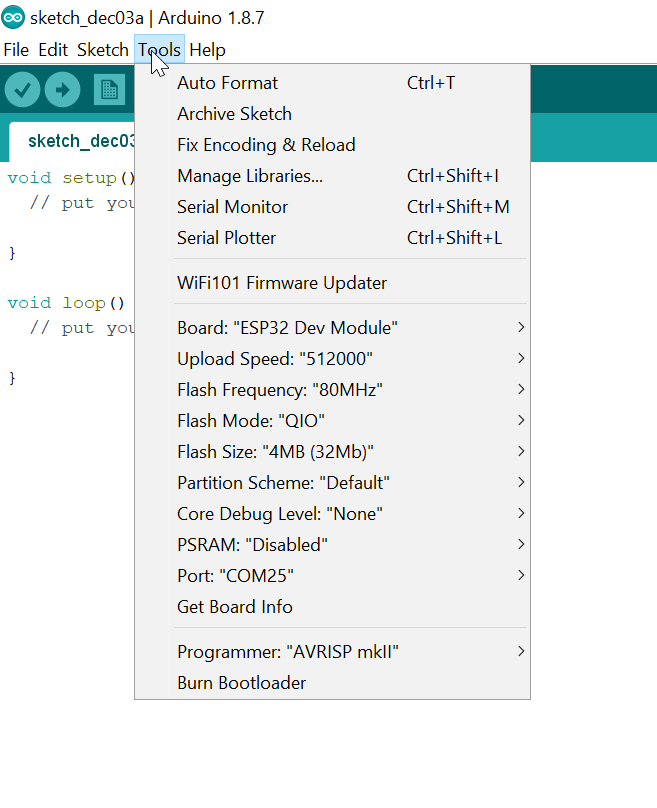 sketch_dec03a | Arduino 1.8.7
File Edit Sketch Tools Help
Auto Format Ctrl+T
Archive Sketch
Fix Encoding & Reload
Manage Libraries... Ctrl+Shift+I
Serial Monitor Ctrl+Shift+M
Serial Plotter Ctrl+Shift+L
WiFi101 Firmware Updater
Board: "ESP32 Dev Module"
Upload Speed: "512000"
Flash Frequency: "80MHz"
Flash Mode: "QIO"
Flash Size: "4MB (32Mb)"
Partition Scheme: "Default"
Core Debug Level: "None"
PSRAM: "Disabled"
Port: "COM25"
Get Board Info
Programmer: "AVRISP mkII"
Burn Bootloader
sketch_dec03
void setup()
// put you
}
void loop()
// put you
}